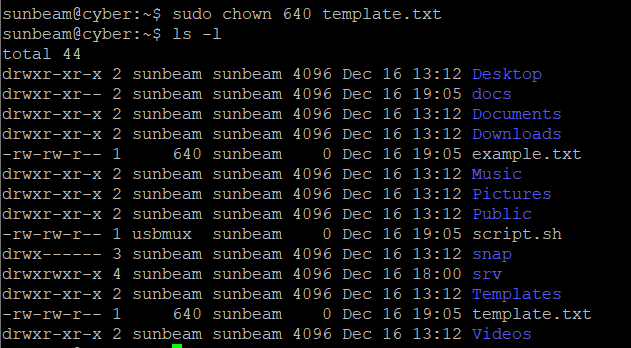 sunbeam@cyber:~$ sudo chown 640 template.txt
sunbeam@cyber:~$ ls -l
total 44
drwxr-xr-x 2 sunbeam sunbeam 4096 Dec 16 13:12 Desktop
drwxr-xr-- 2 sunbeam sunbeam 4096 Dec 16 19:05 docs
drwxr-xr-x 2 sunbeam sunbeam 4096 Dec 16 13:12 Documents
drwxr-xr-x 2 sunbeam sunbeam 4096 Dec 16 13:12 Downloads
-rw-rw-r-- 1     640 sunbeam    0 Dec 16 19:05 example.txt
drwxr-xr-x 2 sunbeam sunbeam 4096 Dec 16 13:12 Music
drwxr-xr-x 2 sunbeam sunbeam 4096 Dec 16 13:12 Pictures
drwxr-xr-x 2 sunbeam sunbeam 4096 Dec 16 13:12 Public
-rw-rw-r-- 1 usbmux  sunbeam    0 Dec 16 19:05 script.sh
drwx------ 3 sunbeam sunbeam 4096 Dec 16 13:12 snap
drwxrwxr-x 4 sunbeam sunbeam 4096 Dec 16 18:00 srv
drwxr-xr-x 2 sunbeam sunbeam 4096 Dec 16 13:12 Templates
-rw-rw-r-- 1     640 sunbeam    0 Dec 16 19:05 template.txt
drwxr-xr-x 2 sunbeam sunbeam 4096 Dec 16 13:12 Videos